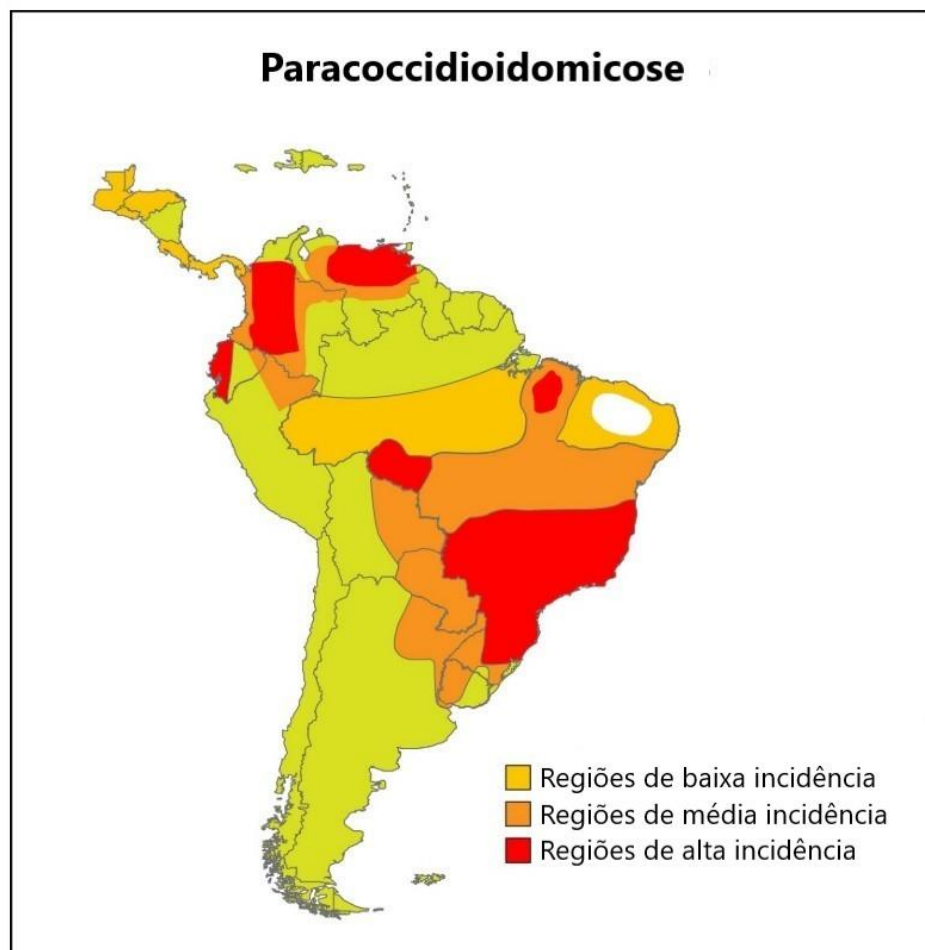 Paracoccidioidomicose
Regiões de baixa incidência
Regiões de média incidência
Regiões de alta incidência